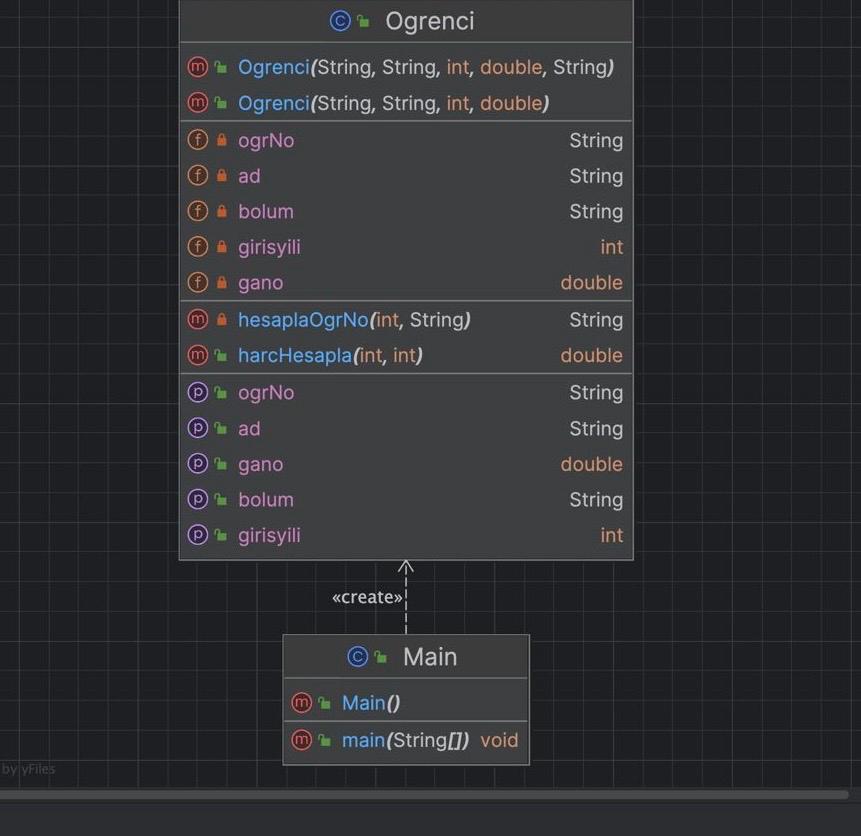 Ogrenci
Ogrenci(String, String, int, double, String)
Ogrenci(String, String, int, double)
ogrNo String
ad String
bolum String
girisyili int
gano double
hesaplaOgrNo(int, String) String
harcHesapla(int, int) double
ogrNo String
ad String
gano double
bolum String
girisyili int
«create»
Main
Main()
main(String[]) void
by yFiles